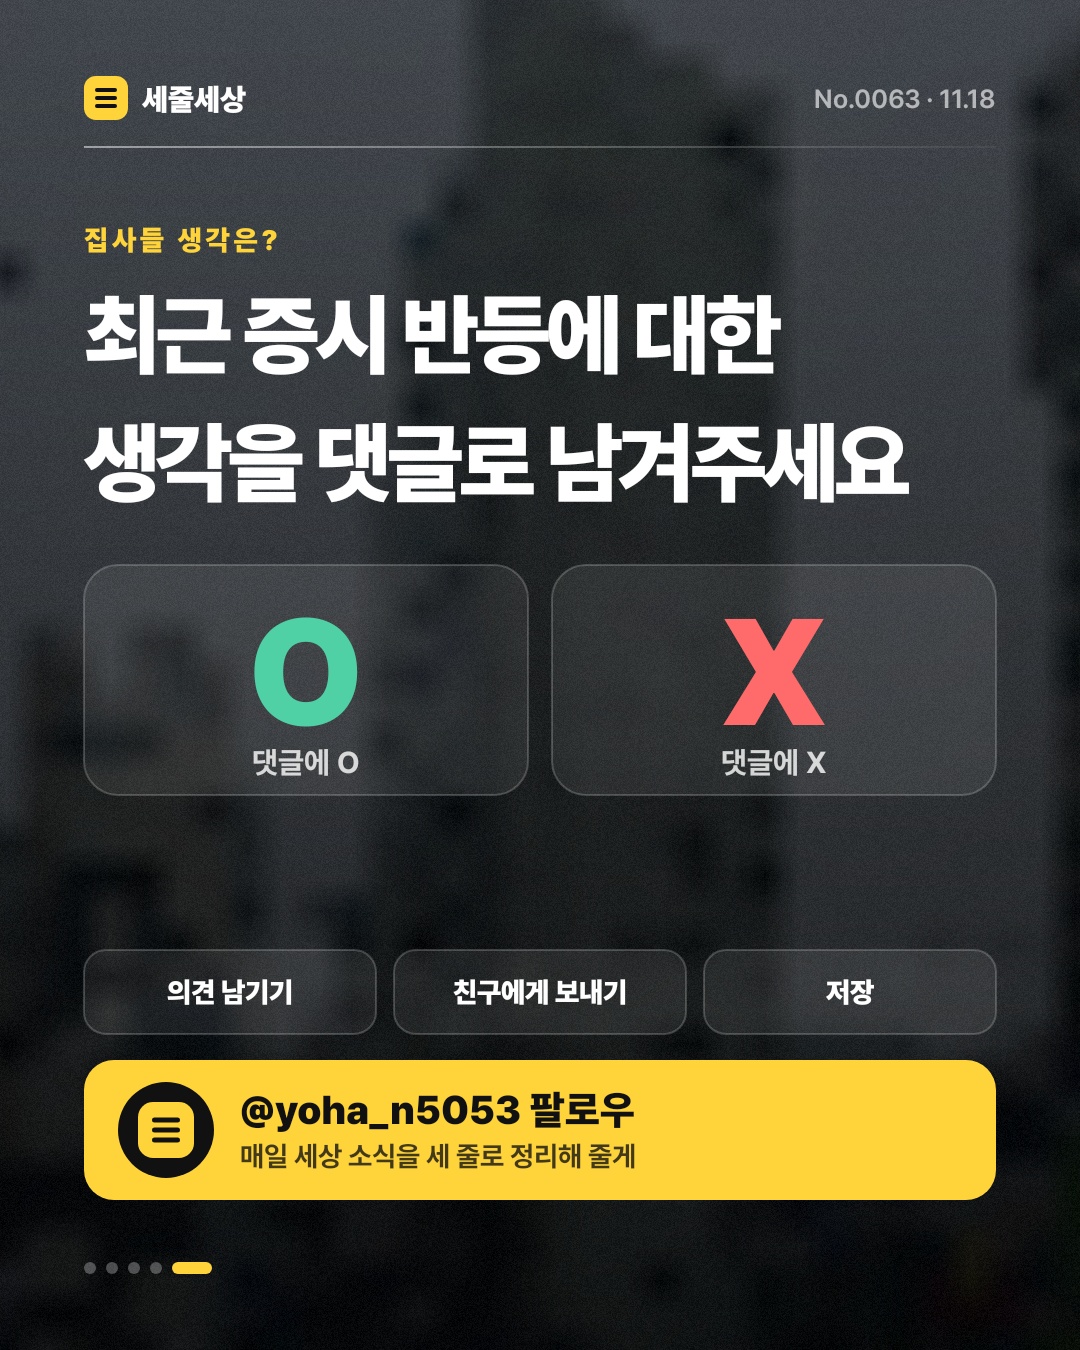 세줄세상
No.0063 · 11.18
집사들 생각은?
최근 증시 반등에 대한
생각을 댓글로 남겨주세요
O
댓글에 O
X
댓글에 X
의견 남기기
친구에게 보내기
저장
@yoha_n5053 팔로우
매일 세상 소식을 세 줄로 정리해 줄게